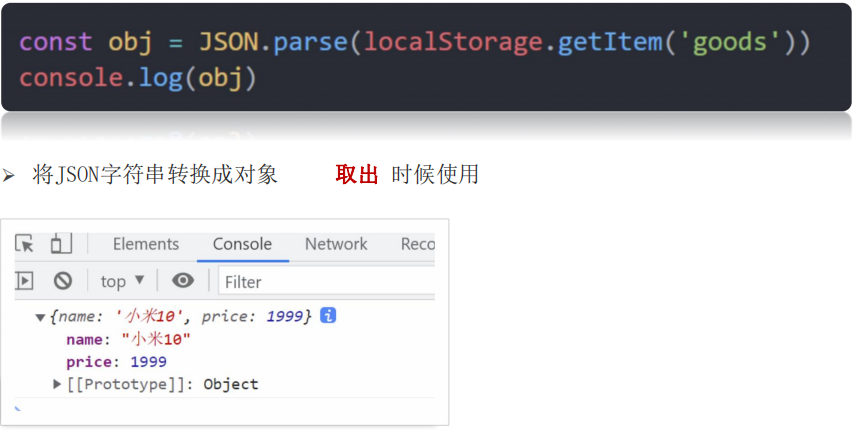 const obj = JSON.parse(localStorage.getItem('goods'))
console.log(obj)
➢ 将JSON字符串转换成对象 取出 时候使用
Elements Console Network Reco
top ▼ Filter
▼{name: '小米10', price: 1999} i
name: "小米10"
price: 1999
▶[[Prototype]]: Object